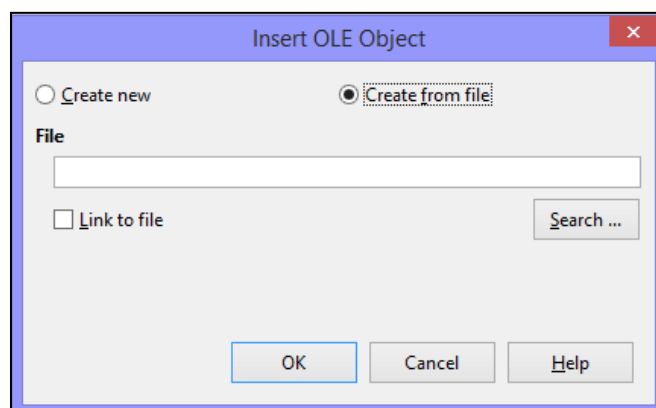 Insert OLE Object
Create new
Create from file
File
Link to file
Search ...
OK
Cancel
Help